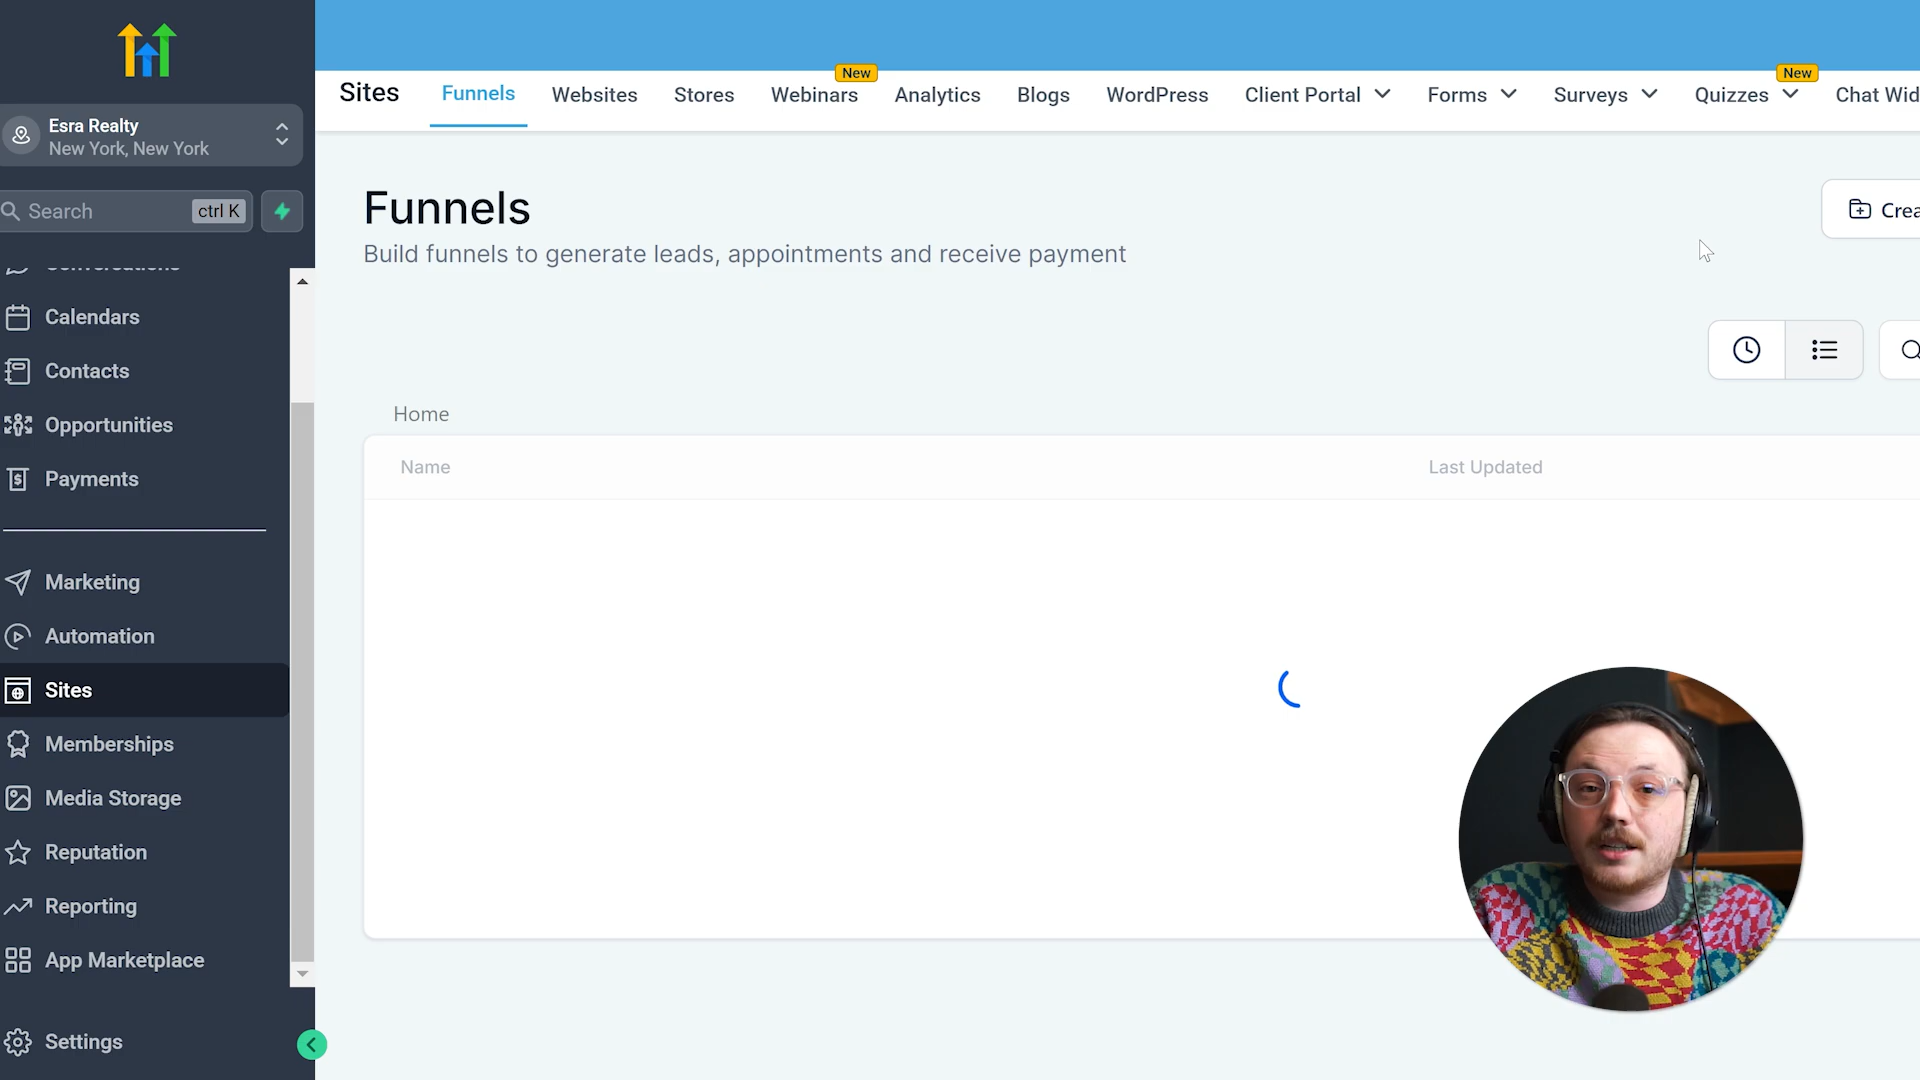 Esra Realty
New York, New York
Search
ctrl K
Calendars
Contacts
Opportunities
Payments
Marketing
Automation
Sites
Memberships
Media Storage
Reputation
Reporting
App Marketplace
Settings
New
New
Sites
Funnels
Websites
Stores
Webinars
Analytics
Blogs
WordPress
Client Portal
Forms
Surveys
Quizzes
Chat Wid
Funnels
Build funnels to generate leads, appointments and receive payment
Crea
Home
Name
Last Updated